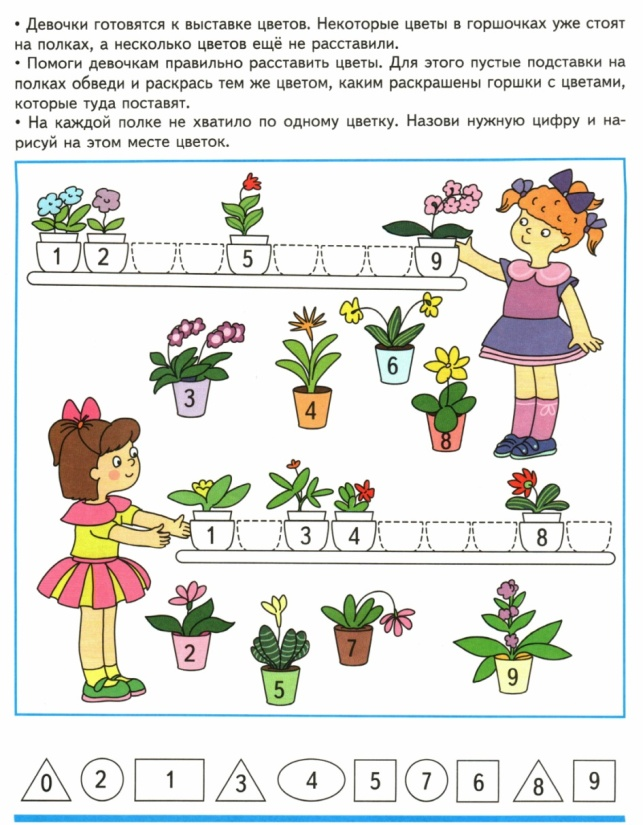 • Девочки готовятся к выставке цветов. Некоторые цветы в горшочках уже стоят
на полках, а несколько цветов ещё не расставили.
• Помоги девочкам правильно расставить цветы. Для этого пустые подставки на
полках обведи и раскрась тем же цветом, каким раскрашены горшки с цветами,
которые туда поставят.
• На каждой полке не хватило по одному цветку. Назови нужную цифру и на-
рисуй на этом месте цветок.
1 2 5 9
3 4 6 8
1 3 4 8
2 5 7 9
0 2 1 3 4 5 7 6 8 9